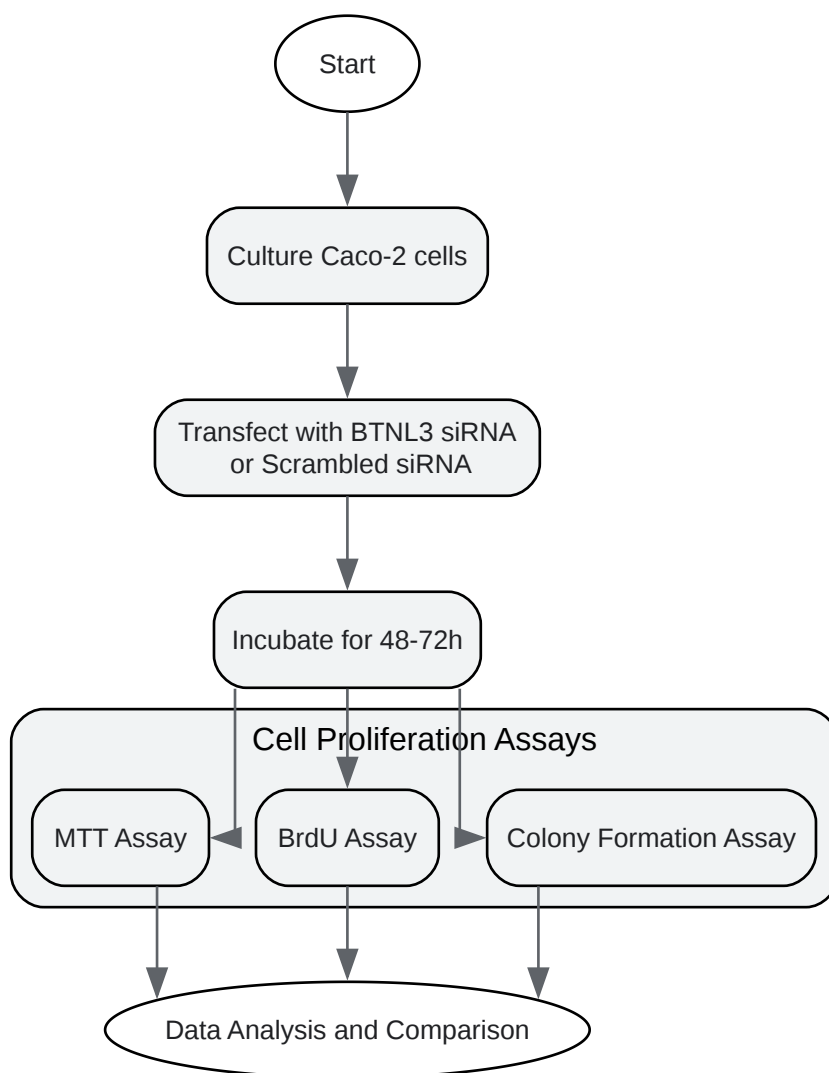 Start
Culture Caco-2 cells
Transfect with BTNL3 siRNA
or Scrambled siRNA
Incubate for 48-72h
Cell Proliferation Assays
MTT Assay
BrdU Assay
Colony Formation Assay
Data Analysis and Comparison